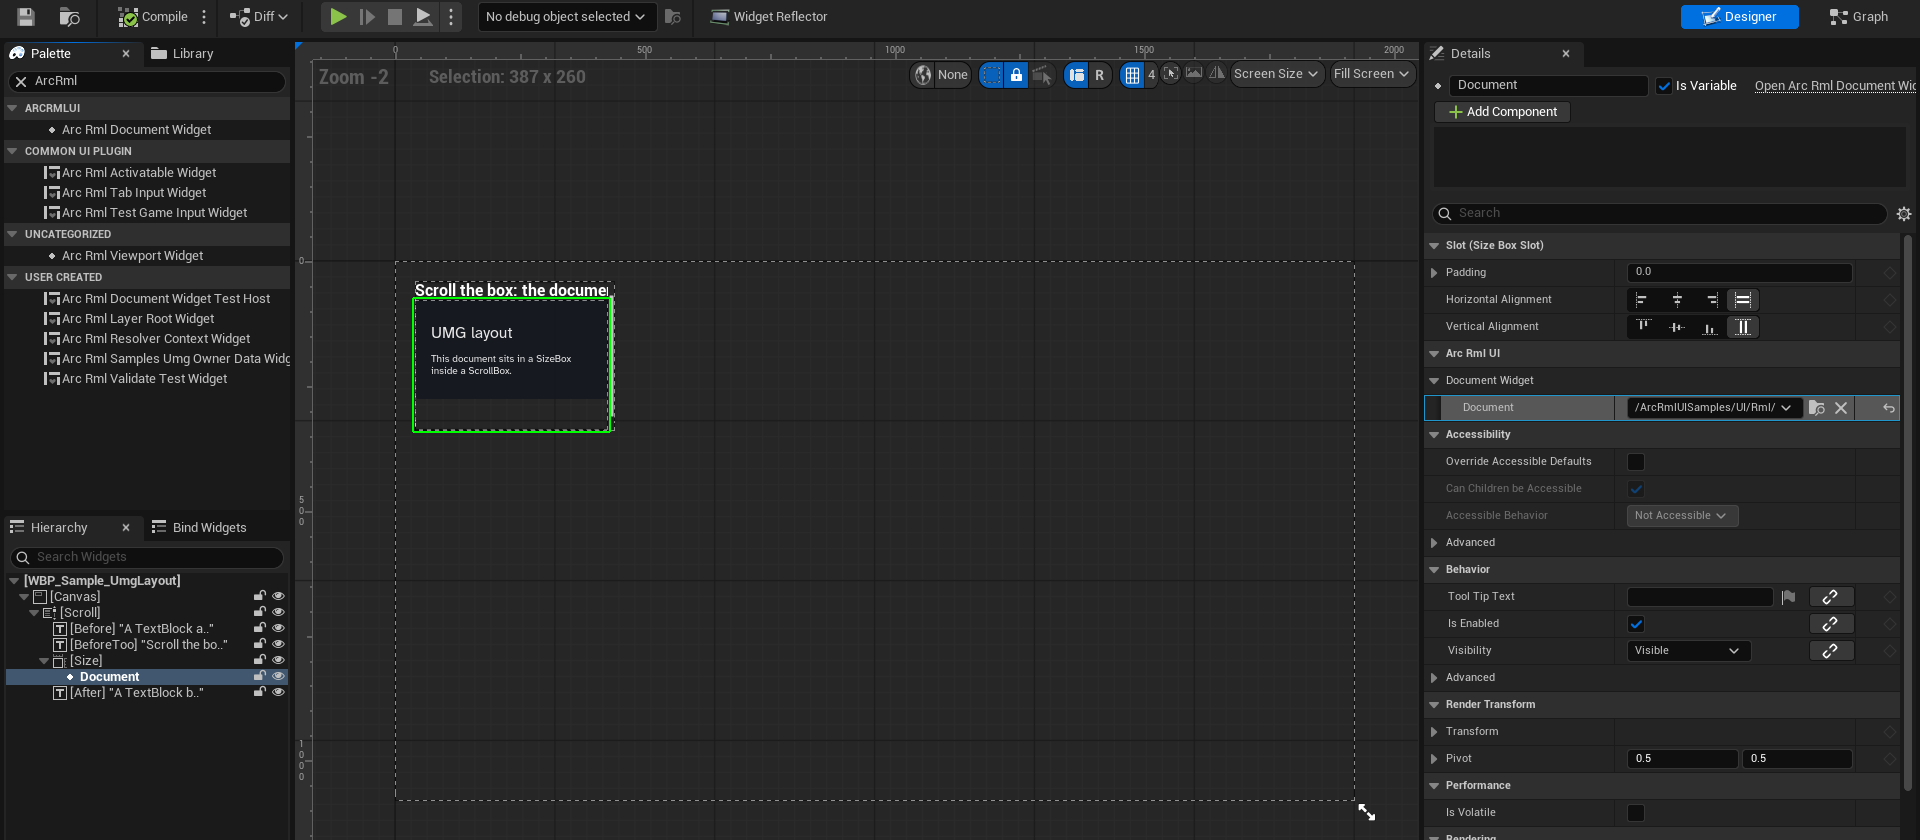 Compile
Diff
No debug object selected
Widget Reflector
Designer
Graph
Palette
Library
ArcRml
ARCRMLUI
Arc Rml Document Widget
COMMON UI PLUGIN
Arc Rml Activatable Widget
Arc Rml Tab Input Widget
Arc Rml Test Game Input Widget
UNCATEGORIZED
Arc Rml Viewport Widget
USER CREATED
Arc Rml Document Widget Test Host
Arc Rml Layer Root Widget
Arc Rml Resolver Context Widget
Arc Rml Samples Umg Owner Data Widg
Arc Rml Validate Test Widget
Hierarchy
Bind Widgets
Search Widgets
[WBP_Sample_UmgLayout]
[Canvas]
[Scroll]
[Before] "A TextBlock a.."
[BeforeToo] "Scroll the bo.."
[Size]
Document
[After] "A TextBlock b.."
0
500
1000
1500
2000
Zoom -2
Selection: 387 x 260
None
R
4
Screen Size
Fill Screen
0
500
1000
Scroll the box: the docume
UMG layout
This document sits in a SizeBox
inside a ScrollBox.
Details
Document
Is Variable
Open Arc Rml Document Wid
Add Component
Search
Slot (Size Box Slot)
Padding
0.0
Horizontal Alignment
Vertical Alignment
Arc Rml UI
Document Widget
Document
/ArcRmlUISamples/UI/Rml/
Accessibility
Override Accessible Defaults
Can Children be Accessible
Accessible Behavior
Not Accessible
Advanced
Behavior
Tool Tip Text
Is Enabled
Visibility
Visible
Advanced
Render Transform
Transform
Pivot
0.5
0.5
Performance
Is Volatile
Rendering